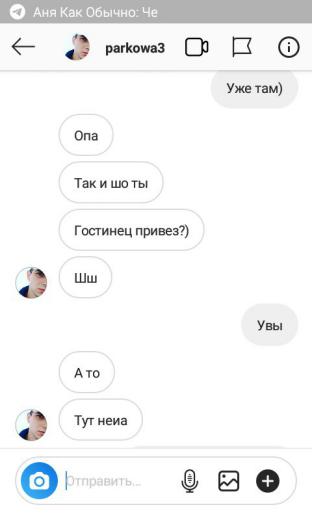 Аня Как Обычно: Че
parkowa3
Уже там)
Опа
Так и шо ты
Гостинец привез?)
Шш
Увы
А то
Тут неиа
Отправить...